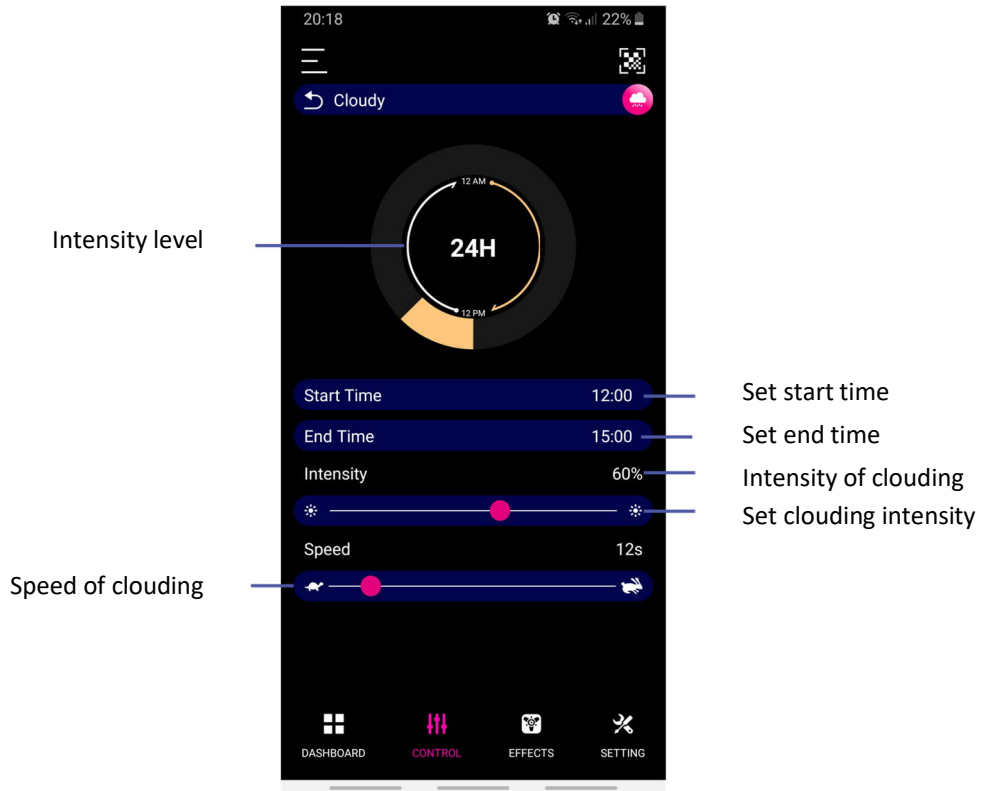 20:18 22%
Cloudy
12 AM
Intensity level
24H
12 PM
Start Time 12:00 Set start time
End Time 15:00 Set end time
Intensity 60% Intensity of clouding
Set clouding intensity
Speed 12s
Speed of clouding
DASHBOARD CONTROL EFFECTS SETTING